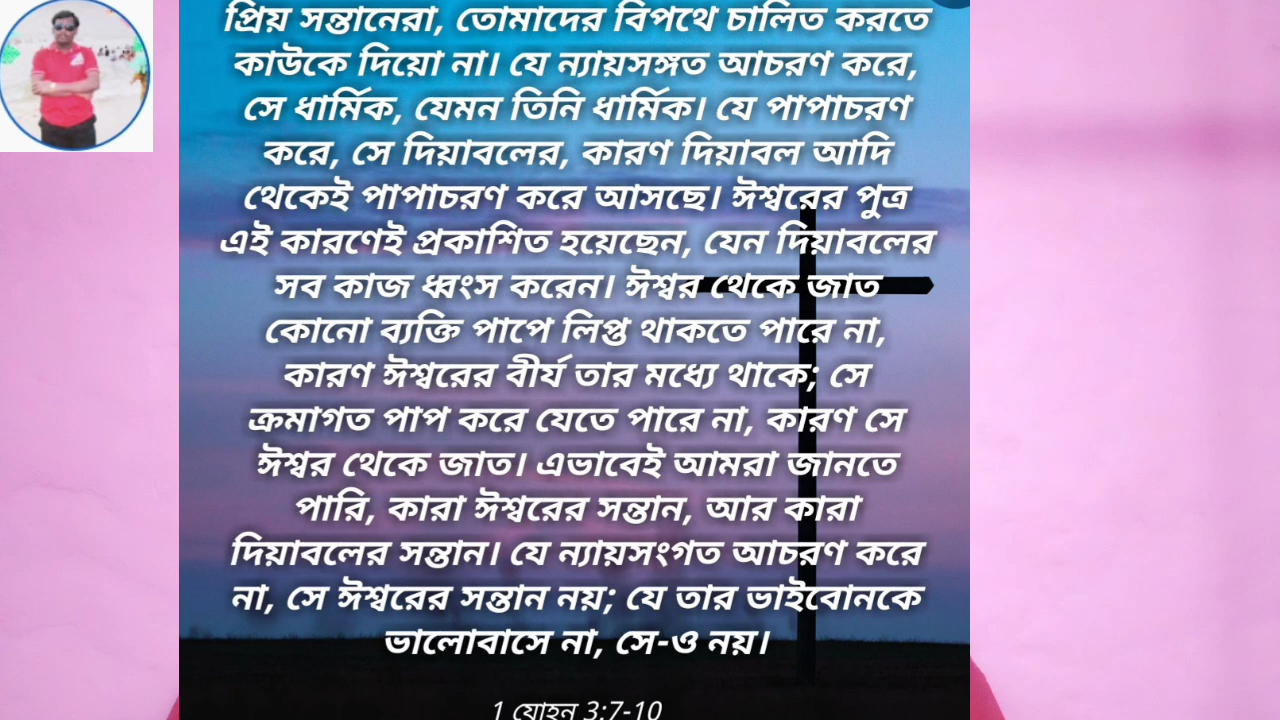 প্রিয় সন্তানেরা, তোমাদের বিপথে চালিত করতে
কাউকে দিয়ো না। যে ন্যায়সঙ্গত আচরণ করে,
সে ধার্মিক, যেমন তিনি ধার্মিক। যে পাপাচরণ
করে, সে দিয়াবলের, কারণ দিয়াবল আদি
থেকেই পাপাচরণ করে আসছে। ঈশ্বরের পুত্র
এই কারণেই প্রকাশিত হয়েছেন, যেন দিয়াবলের
সব কাজ ধ্বংস করেন। ঈশ্বর থেকে জাত
কোনো ব্যক্তি পাপে লিপ্ত থাকতে পারে না,
কারণ ঈশ্বরের বীর্য তার মধ্যে থাকে; সে
ক্রমাগত পাপ করে যেতে পারে না, কারণ সে
ঈশ্বর থেকে জাত। এভাবেই আমরা জানতে
পারি, কারা ঈশ্বরের সন্তান, আর কারা
দিয়াবলের সন্তান। যে ন্যায়সংগত আচরণ করে
না, সে ঈশ্বরের সন্তান নয়; যে তার ভাইবোনকে
ভালোবাসে না, সে-ও নয়।
1 যোহন 3:7-10